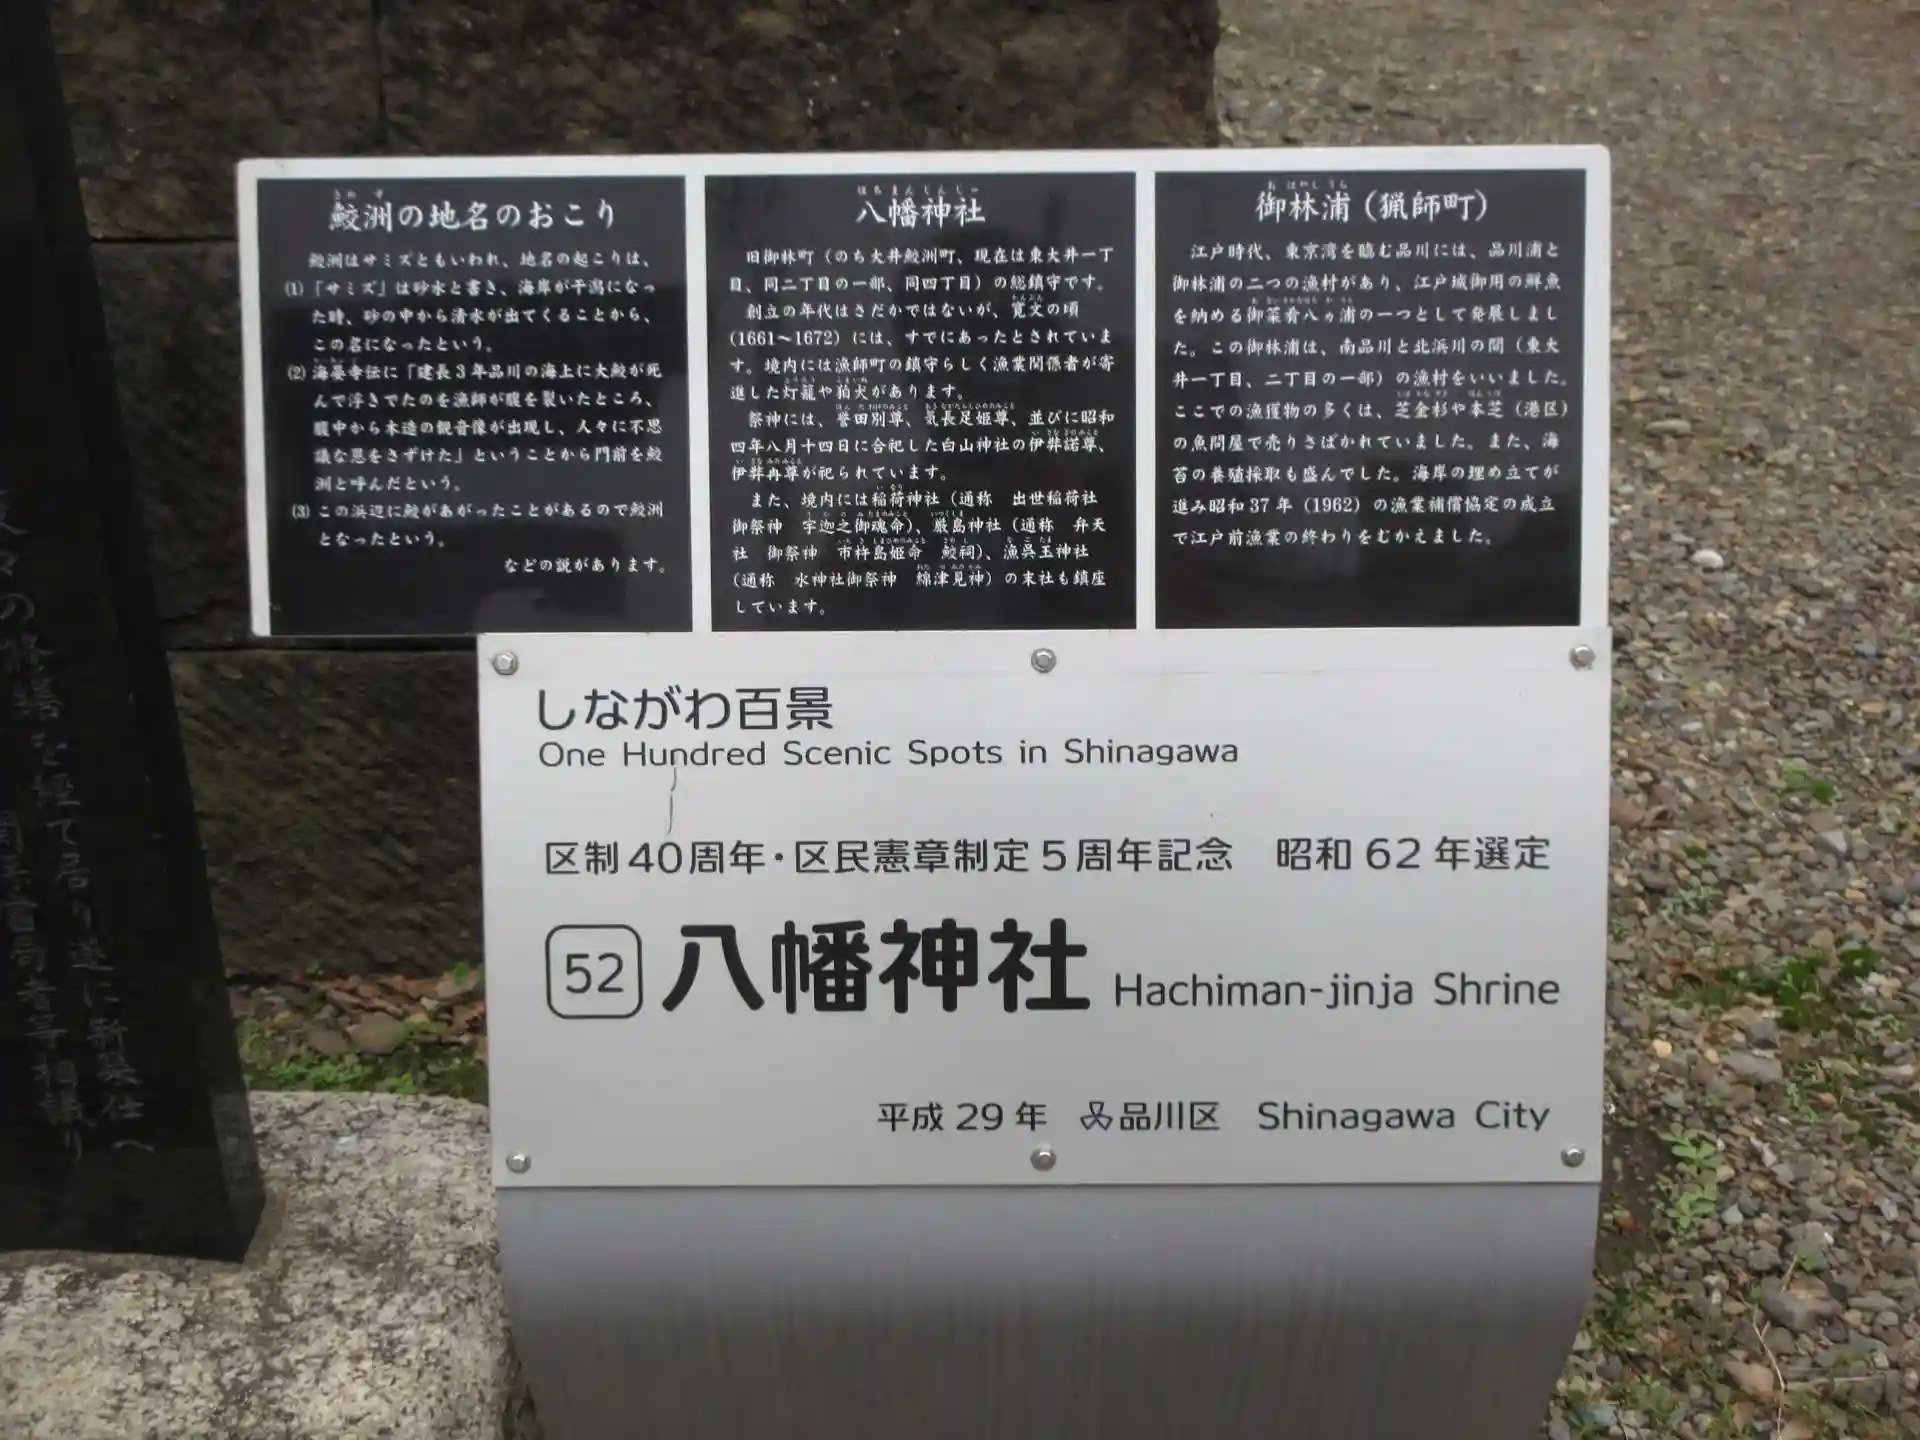 鮫洲の地名のおこり
鮫洲はサミズともいわれ、地名の起こりは、
(1)「サミズ」は砂水と書き、海岸が干潟になっ
た時、砂の中から清水が出てくることから、
この名になったという。
(2) 海晏寺伝に「建長3年品川の海上に大鮫が死
んで浮きでたのを漁師が腹を裂いたところ、
腹中から木造の観音像が出現し、人々に不思
議な恩をさずけた」ということから門前を鮫
洲と呼んだという。
(3) この浜辺に鮫があがったことがあるので鮫洲
となったという。
などの説があります。
八幡神社
旧御林町（のち大井鮫洲町、現在は東大井一丁
目、同二丁目の一部、同四丁目）の総鎮守です。
創立の年代はさだかではないが、寛文の頃
(1661〜1672) には、すでにあったとされていま
す。境内には漁師町の鎮守らしく漁業関係者が寄
進した灯籠や狛犬があります。
祭神には、誉田別尊、気長足姫尊、並びに昭和
四年八月十四日に合祀した白山神社の伊弉諾尊、
伊弉冉尊が祀られています。
また、境内には稲荷神社（通称　出世稲荷社
御祭神　宇迦之御魂命）、厳島神社（通称　弁天
社　御祭神　市杵島姫命　鮫祠）、漁呉玉神社
（通称　水神社御祭神　綿津見神）の末社も鎮座
しています。
御林浦（猟師町）
江戸時代、東京湾を臨む品川には、品川浦と
御林浦の二つの漁村があり、江戸城御用の鮮魚
を納める御菜肴八ヵ浦の一つとして発展しまし
た。この御林浦は、南品川と北浜川の間（東大
井一丁目、二丁目の一部）の漁村をいいました。
ここでの漁獲物の多くは、芝金杉や本芝（港区）
の魚問屋で売りさばかれていました。また、海
苔の養殖採取も盛んでした。海岸の埋め立てが
進み昭和37年（1962）の漁業補償協定の成立
で江戸前漁業の終わりをむかえました。
しながわ百景
One Hundred Scenic Spots in Shinagawa
区制40周年・区民憲章制定5周年記念　昭和62年選定
52 八幡神社 Hachiman-jinja Shrine
平成29年　品川区　Shinagawa City